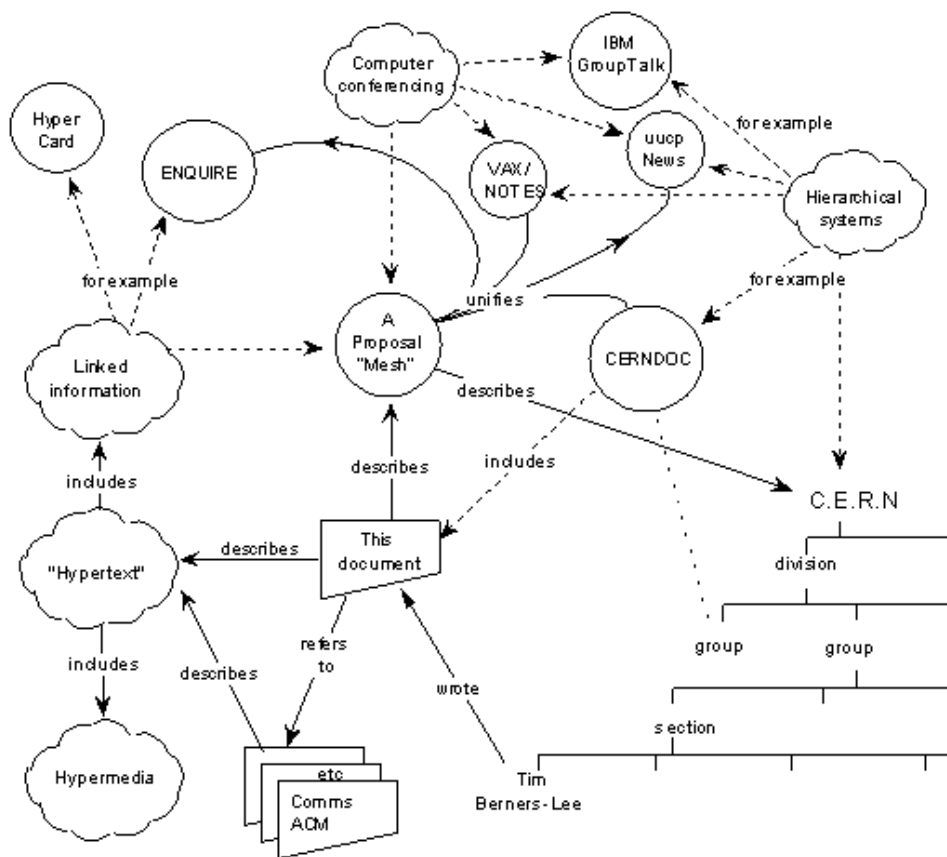 IBM
GroupTalk
Computer
conferencing
Hyper
Card
for example
uucp
News
ENQUIRE
VAX/
NOTES
Hierarchical
systems
for example
unifies
for example
A
Proposal
"Mesh"
CERNDOC
Linked
information
describes
includes
describes
includes
C.E.R.N
This
document
describes
"Hypertext"
division
refers
to
group
group
includes
describes
wrote
section
Hypermedia
etc
Comms
ACM
Tim
Berners-Lee